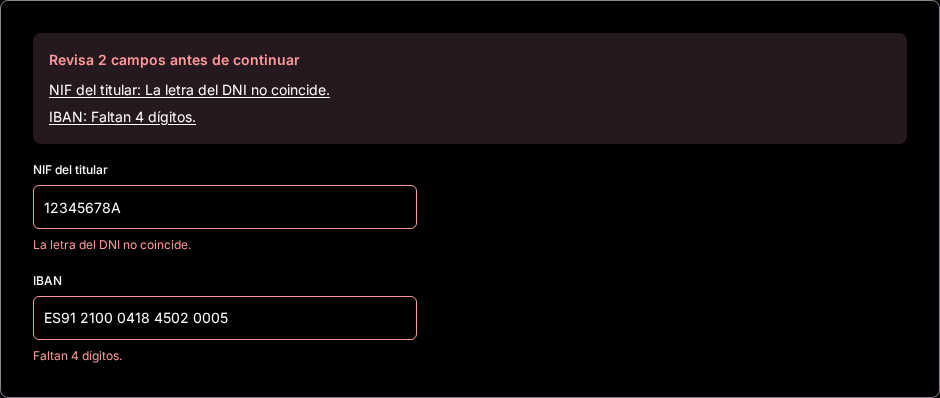 Revisa 2 campos antes de continuar
NIF del titular: La letra del DNI no coincide.
IBAN: Faltan 4 dígitos.
NIF del titular
12345678A
La letra del DNI no coincide.
IBAN
ES91 2100 0418 4502 0005
Faltan 4 dígitos.